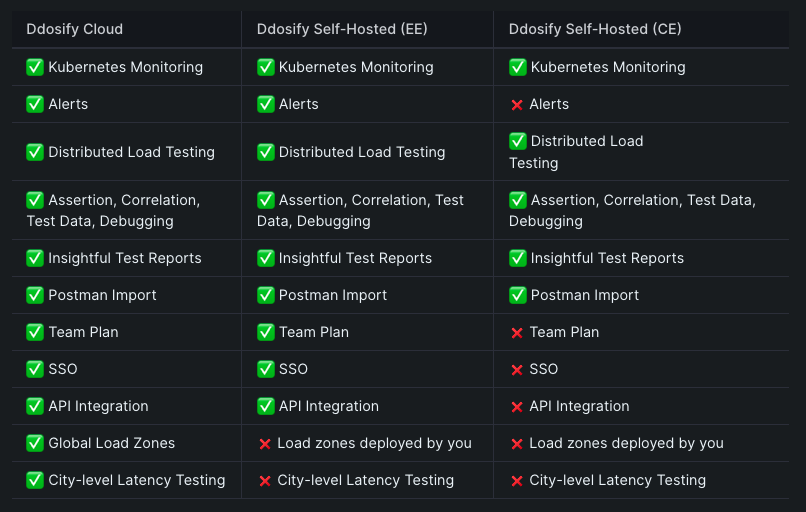 Ddosify Cloud Ddosify Self-Hosted (EE) Ddosify Self-Hosted (CE)
✅ Kubernetes Monitoring ✅ Kubernetes Monitoring ✅ Kubernetes Monitoring
✅ Alerts ✅ Alerts ❌ Alerts
✅ Distributed Load Testing ✅ Distributed Load Testing ✅ Distributed Load
Testing
✅ Assertion, Correlation, ✅ Assertion, Correlation, Test ✅ Assertion, Correlation, Test Data,
Test Data, Debugging Data, Debugging Debugging
✅ Insightful Test Reports ✅ Insightful Test Reports ✅ Insightful Test Reports
✅ Postman Import ✅ Postman Import ✅ Postman Import
✅ Team Plan ✅ Team Plan ❌ Team Plan
✅ SSO ✅ SSO ❌ SSO
✅ API Integration ✅ API Integration ❌ API Integration
✅ Global Load Zones ❌ Load zones deployed by you ❌ Load zones deployed by you
✅ City-level Latency Testing ❌ City-level Latency Testing ❌ City-level Latency Testing